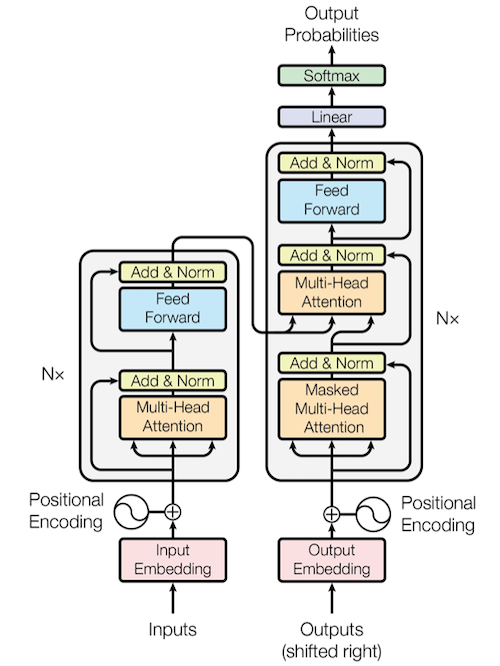 Output
Probabilities
Softmax
Linear
Add & Norm
Feed
Forward
Add & Norm
Multi-Head
Attention
Nx
Add & Norm
Masked
Multi-Head
Attention
Add & Norm
Feed
Forward
N×
Add & Norm
Multi-Head
Attention
Positional
Encoding
Positional
Encoding
Input
Embedding
Output
Embedding
Inputs
Outputs
(shifted right)